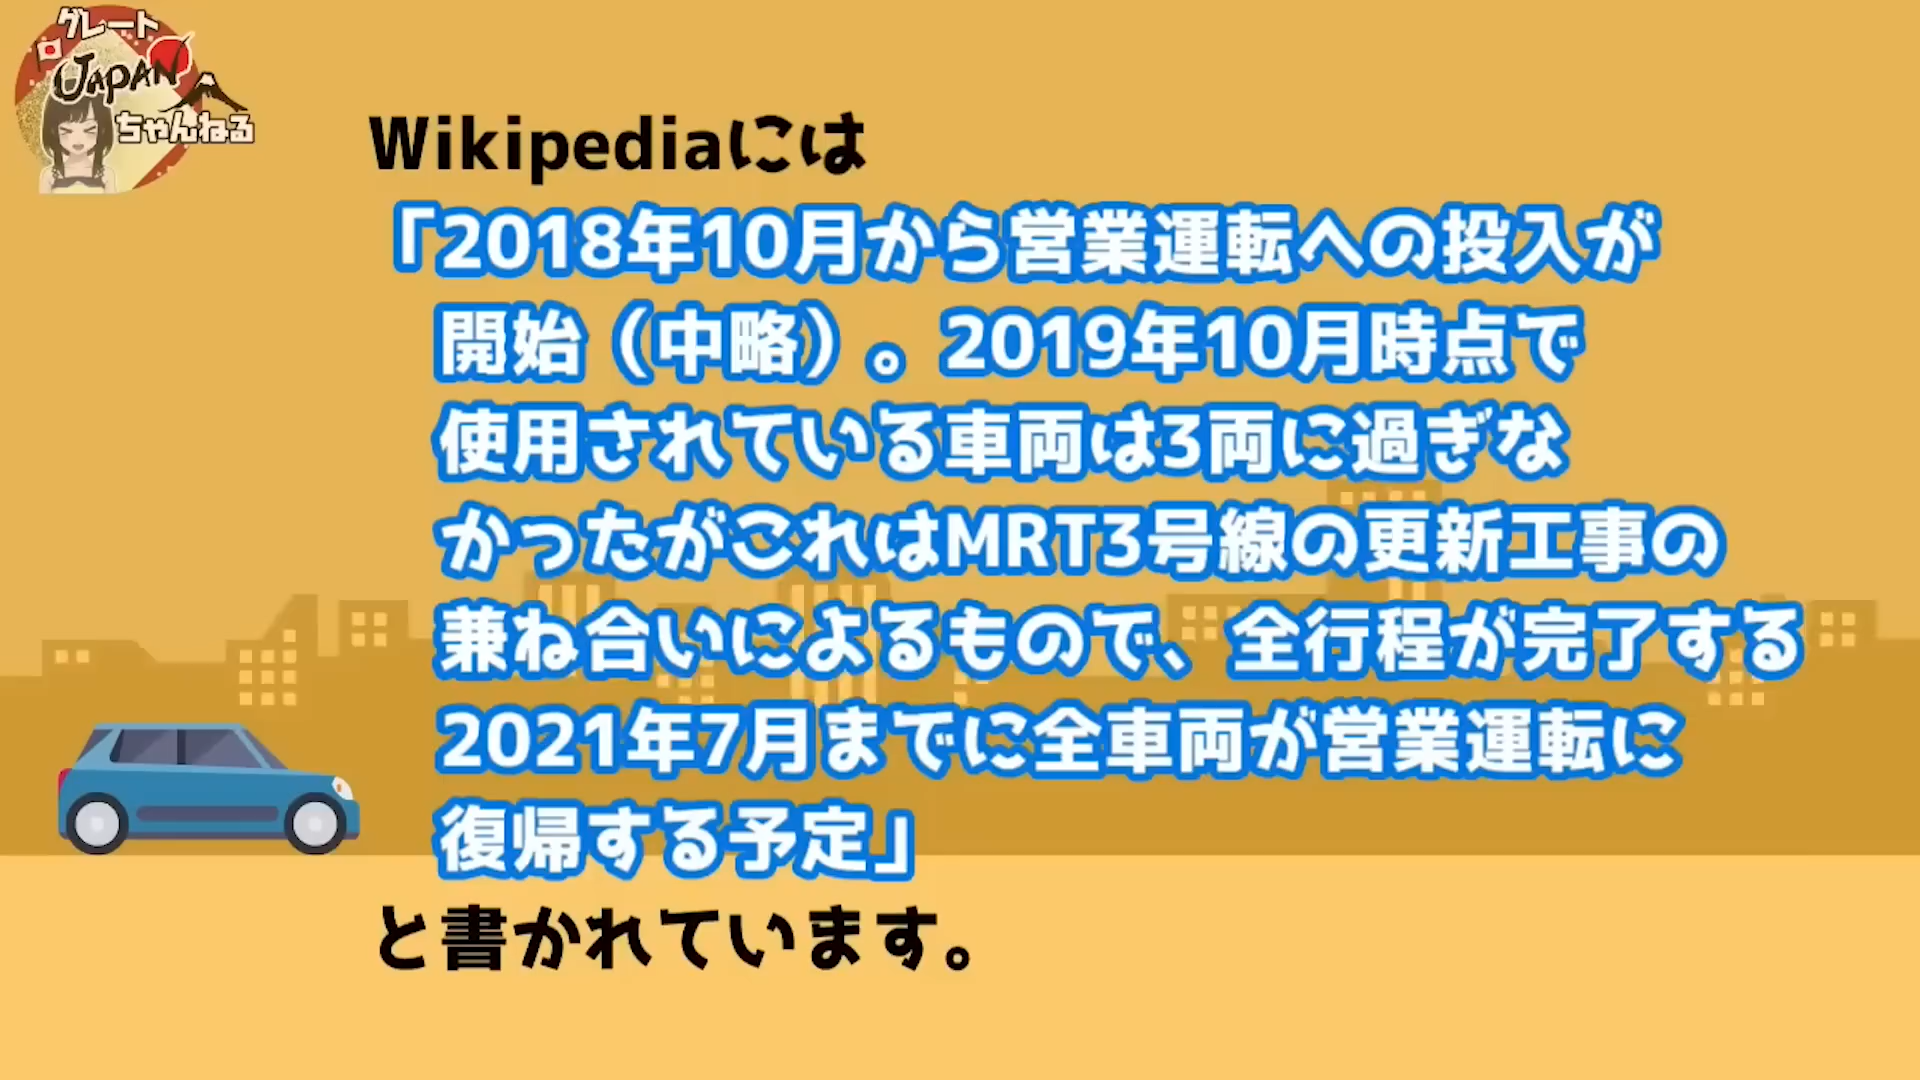 グレート
JAPAN
ちゃんねる
Wikipediaには
「2018年10月から営業運転への投入が
開始（中略）。2019年10月時点で
使用されている車両は3両に過ぎな
かったがこれはMRT3号線の更新工事の
兼ね合いによるもので、全行程が完了する
2021年7月までに全車両が営業運転に
復帰する予定」
と書かれています。